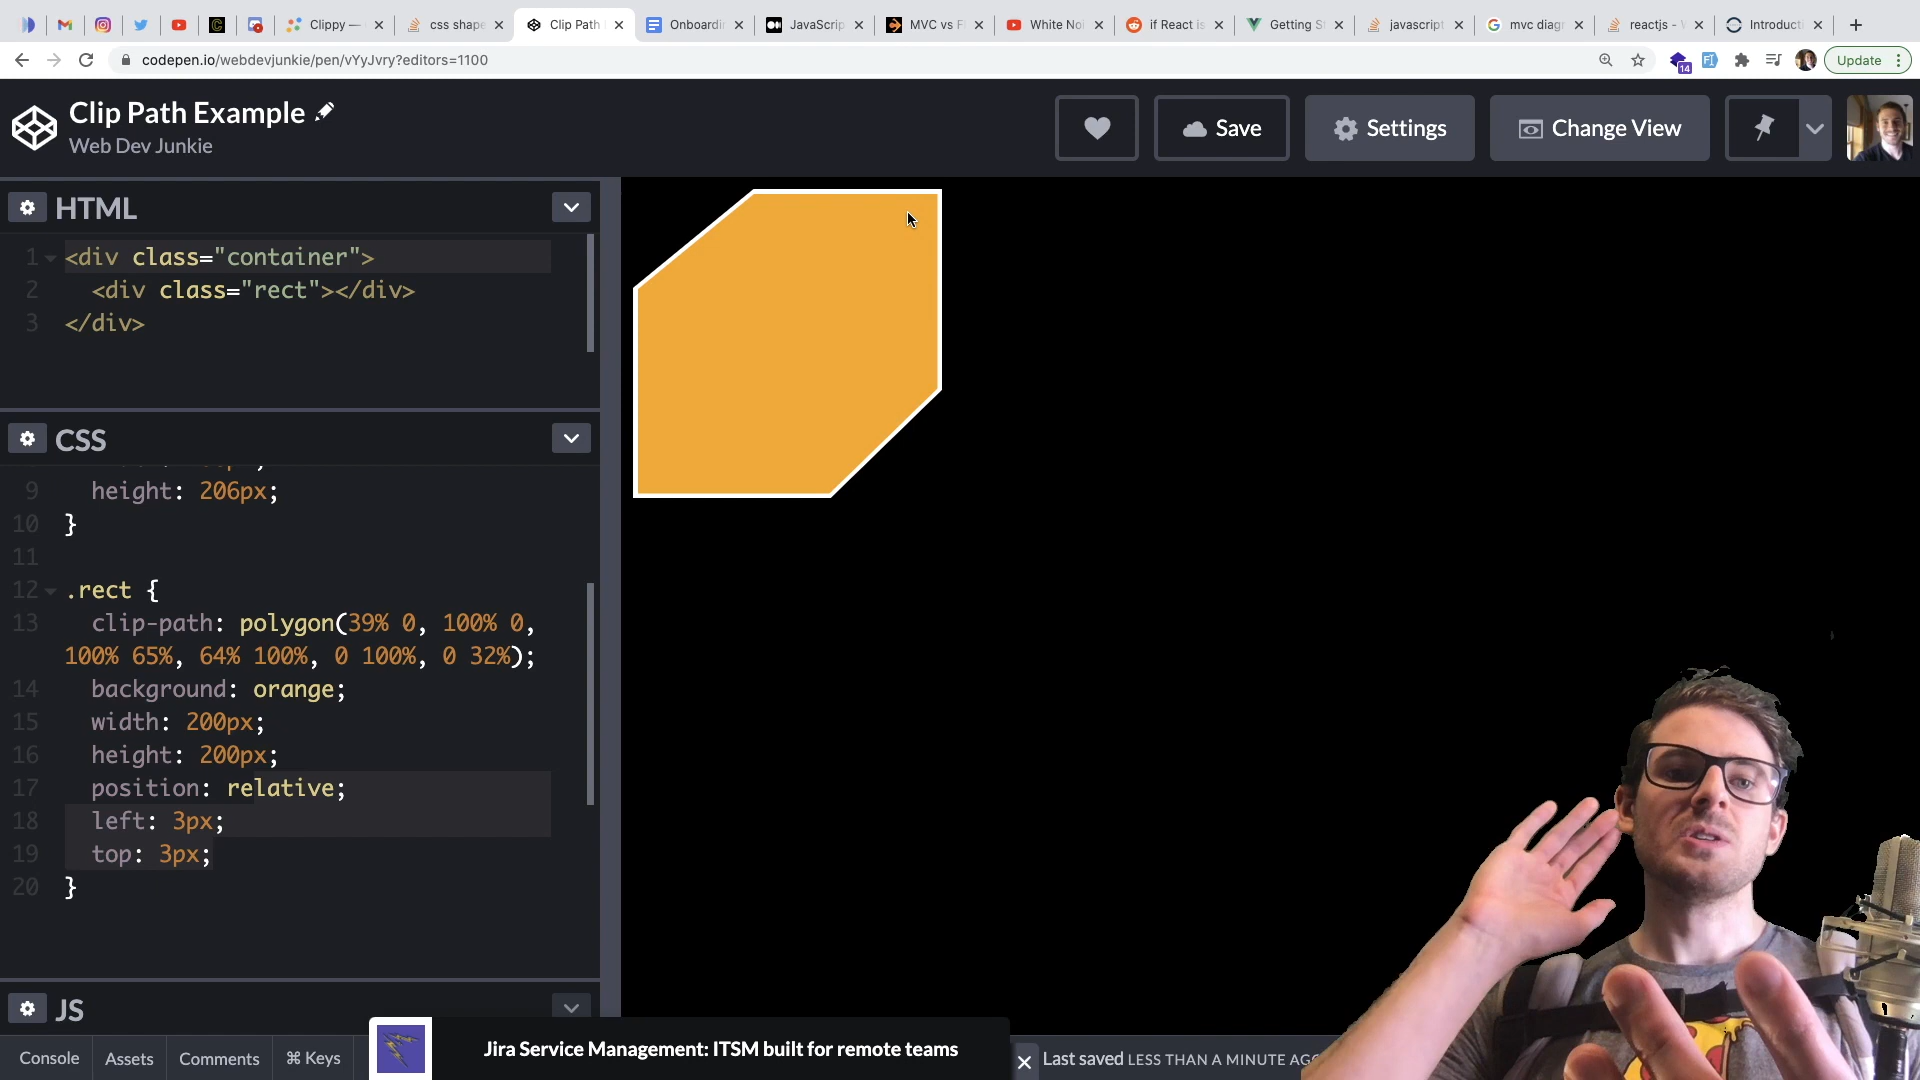 Clippy —
css shape
Clip Path
Onboardin
JavaScrip
MVC vs F
White Noi
if React is
Getting S
javascript
mvc diag
reactjs -
Introduct
codepen.io/webdevjunkie/pen/vYyJvry?editors=1100
14
Update
Clip Path Example
Web Dev Junkie
Save
Settings
Change View
HTML
1 <div class="container">
2 <div class="rect"></div>
3 </div>
CSS
9 height: 206px;
10 }
11
12 .rect {
13 clip-path: polygon(39% 0, 100% 0,
100% 65%, 64% 100%, 0 100%, 0 32%);
14 background: orange;
15 width: 200px;
16 height: 200px;
17 position: relative;
18 left: 3px;
19 top: 3px;
20 }
JS
Console
Assets
Comments
⌘ Keys
Jira Service Management: ITSM built for remote teams
Last saved LESS THAN A MINUTE AGO